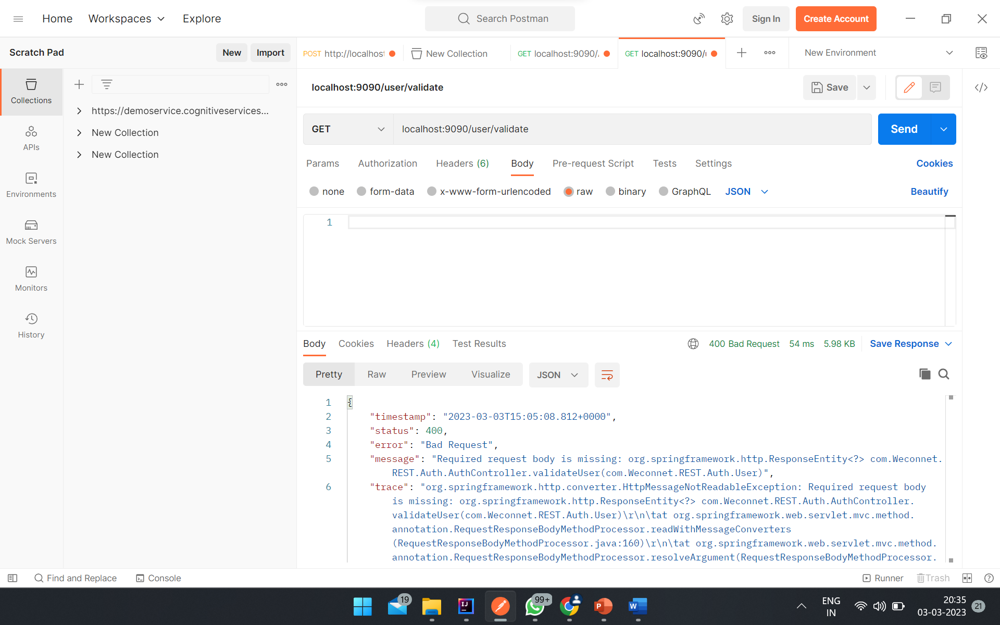 Home
Workspaces
Explore
Search Postman
Sign In
Create Account
Scratch Pad
New
Import
POST http://localhost
New Collection
GET localhost:9090/
GET localhost:9090/
New Environment
Collections
APIs
Environments
Mock Servers
Monitors
History
https://demoservice.cognitiveservices...
New Collection
New Collection
localhost:9090/user/validate
Save
GET
localhost:9090/user/validate
Send
Params
Authorization
Headers (6)
Body
Pre-request Script
Tests
Settings
Cookies
none
form-data
x-www-form-urlencoded
raw
binary
GraphQL
JSON
Beautify
1
Body
Cookies
Headers (4)
Test Results
400 Bad Request
54 ms
5.98 KB
Save Response
Pretty
Raw
Preview
Visualize
JSON
1 {
2 "timestamp": "2023-03-03T15:05:08.812+0000",
3 "status": 400,
4 "error": "Bad Request",
5 "message": "Required request body is missing: org.springframework.http.ResponseEntity<?> com.Weconnet.
REST.Auth.AuthController.validateUser(com.Weconnet.REST.Auth.User)",
6 "trace": "org.springframework.http.converter.HttpMessageNotReadableException: Required request body
is missing: org.springframework.http.ResponseEntity<?> com.Weconnet.REST.Auth.AuthController.
validateUser(com.Weconnet.REST.Auth.User)\r\n\tat org.springframework.web.servlet.mvc.method.
annotation.RequestResponseBodyMethodProcessor.readWithMessageConverters
(RequestResponseBodyMethodProcessor.java:160)\r\n\tat org.springframework.web.servlet.mvc.method.
annotation.RequestResponseBodyMethodProcessor.resolveArgument(RequestResponseBodyMethodProcessor.
Find and Replace
Console
Runner
Trash
19
IJ
99+
P
W
ENG
IN
20:35
03-03-2023
21